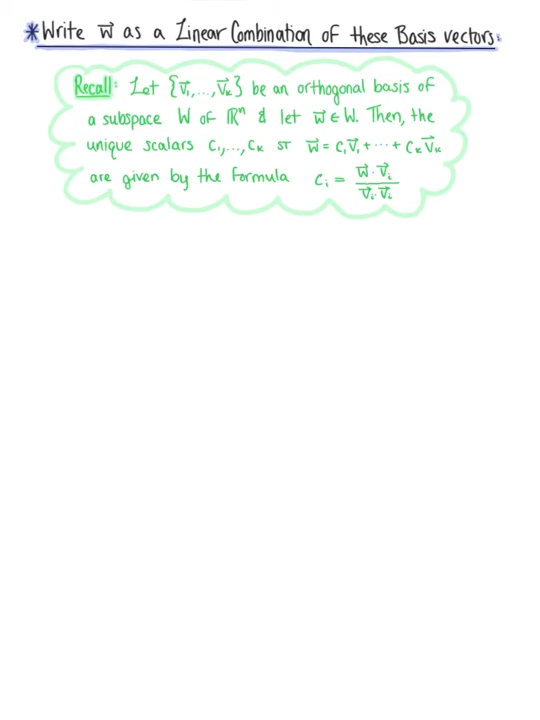 *Write w⃗ as a Linear Combination of these Basis vectors:
Recall: Let {v⃗₁,...,v⃗ₖ} be an orthogonal basis of
a subspace W of ℝⁿ & let w⃗ ∈ W. Then, the
unique scalars c₁,...,cₖ ST w⃗ = c₁v⃗₁ + ··· + cₖv⃗ₖ
are given by the formula cᵢ = w⃗·v⃗ᵢ / v⃗ᵢ·v⃗ᵢ